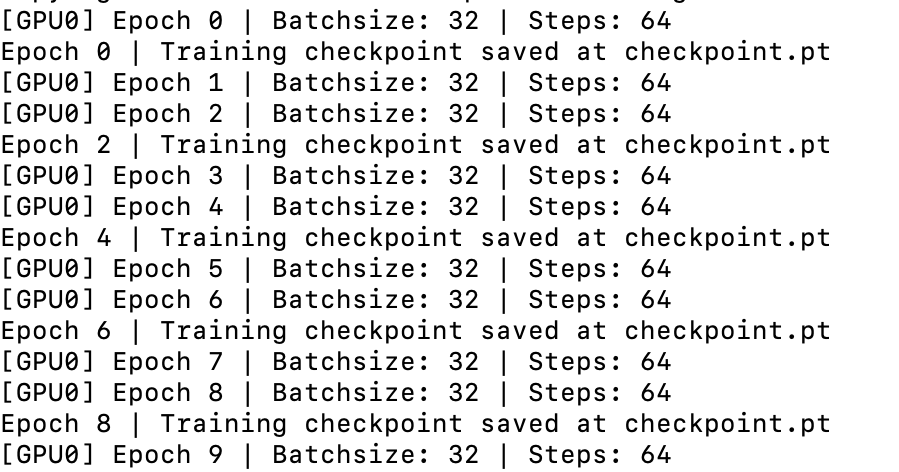 [GPU0] Epoch 0 | Batchsize: 32 | Steps: 64
Epoch 0 | Training checkpoint saved at checkpoint.pt
[GPU0] Epoch 1 | Batchsize: 32 | Steps: 64
[GPU0] Epoch 2 | Batchsize: 32 | Steps: 64
Epoch 2 | Training checkpoint saved at checkpoint.pt
[GPU0] Epoch 3 | Batchsize: 32 | Steps: 64
[GPU0] Epoch 4 | Batchsize: 32 | Steps: 64
Epoch 4 | Training checkpoint saved at checkpoint.pt
[GPU0] Epoch 5 | Batchsize: 32 | Steps: 64
[GPU0] Epoch 6 | Batchsize: 32 | Steps: 64
Epoch 6 | Training checkpoint saved at checkpoint.pt
[GPU0] Epoch 7 | Batchsize: 32 | Steps: 64
[GPU0] Epoch 8 | Batchsize: 32 | Steps: 64
Epoch 8 | Training checkpoint saved at checkpoint.pt
[GPU0] Epoch 9 | Batchsize: 32 | Steps: 64